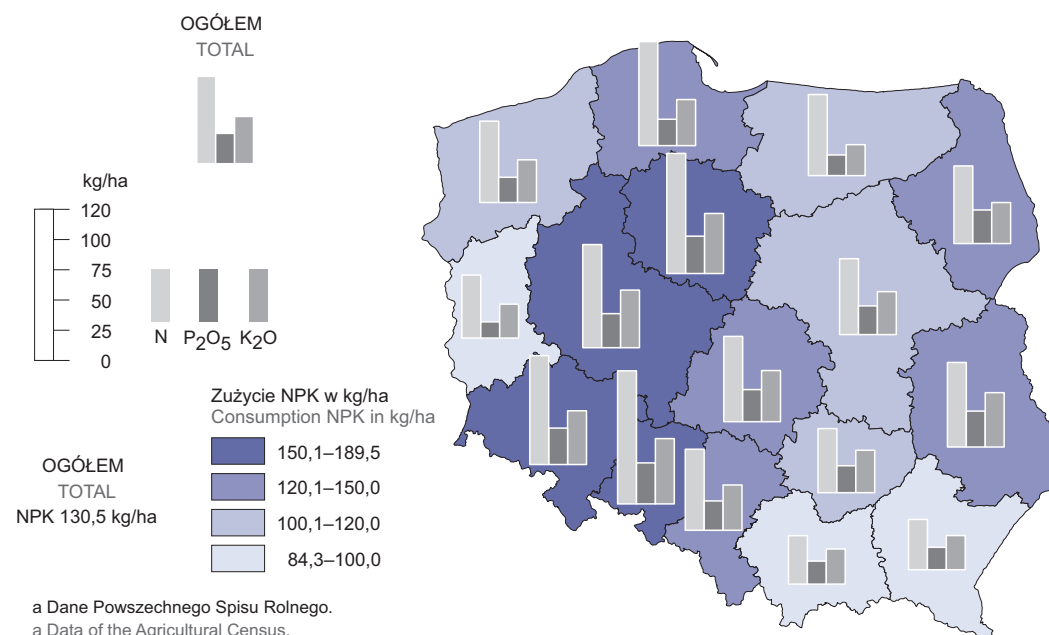 OGÓŁEM
TOTAL
kg/ha
120
100
75
50
25
0
N P₂O₅ K₂O
Zużycie NPK w kg/ha
Consumption NPK in kg/ha
150,1–189,5
120,1–150,0
100,1–120,0
84,3–100,0
OGÓŁEM
TOTAL
NPK 130,5 kg/ha
a Dane Powszechnego Spisu Rolnego.
a Data of the Agricultural Census.